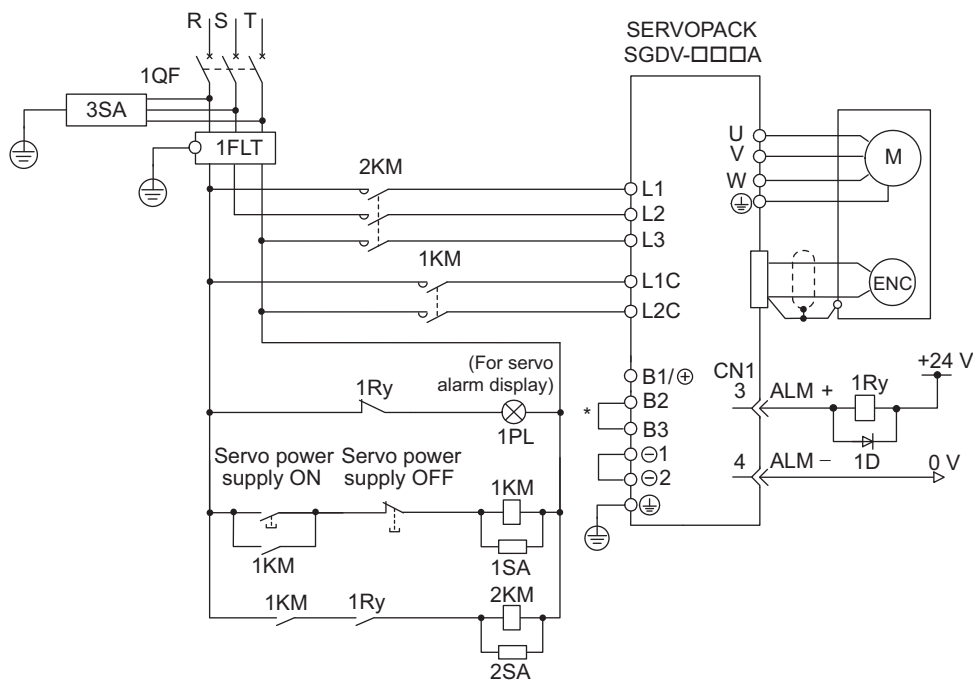 R S T
SERVOPACK
SGDV-□□□A
1QF
3SA
1FLT
2KM
U
V
W
M
L1
L2
L3
1KM
L1C
L2C
ENC
(For servo
alarm display)
1Ry
1PL
B1/⊕
B2
*
B3
⊖1
⊖2
CN1
3 ALM +
1Ry
+24 V
1D
4 ALM −
0 V
Servo power
supply ON
Servo power
supply OFF
1KM
1KM
1SA
1KM
1Ry
2KM
2SA